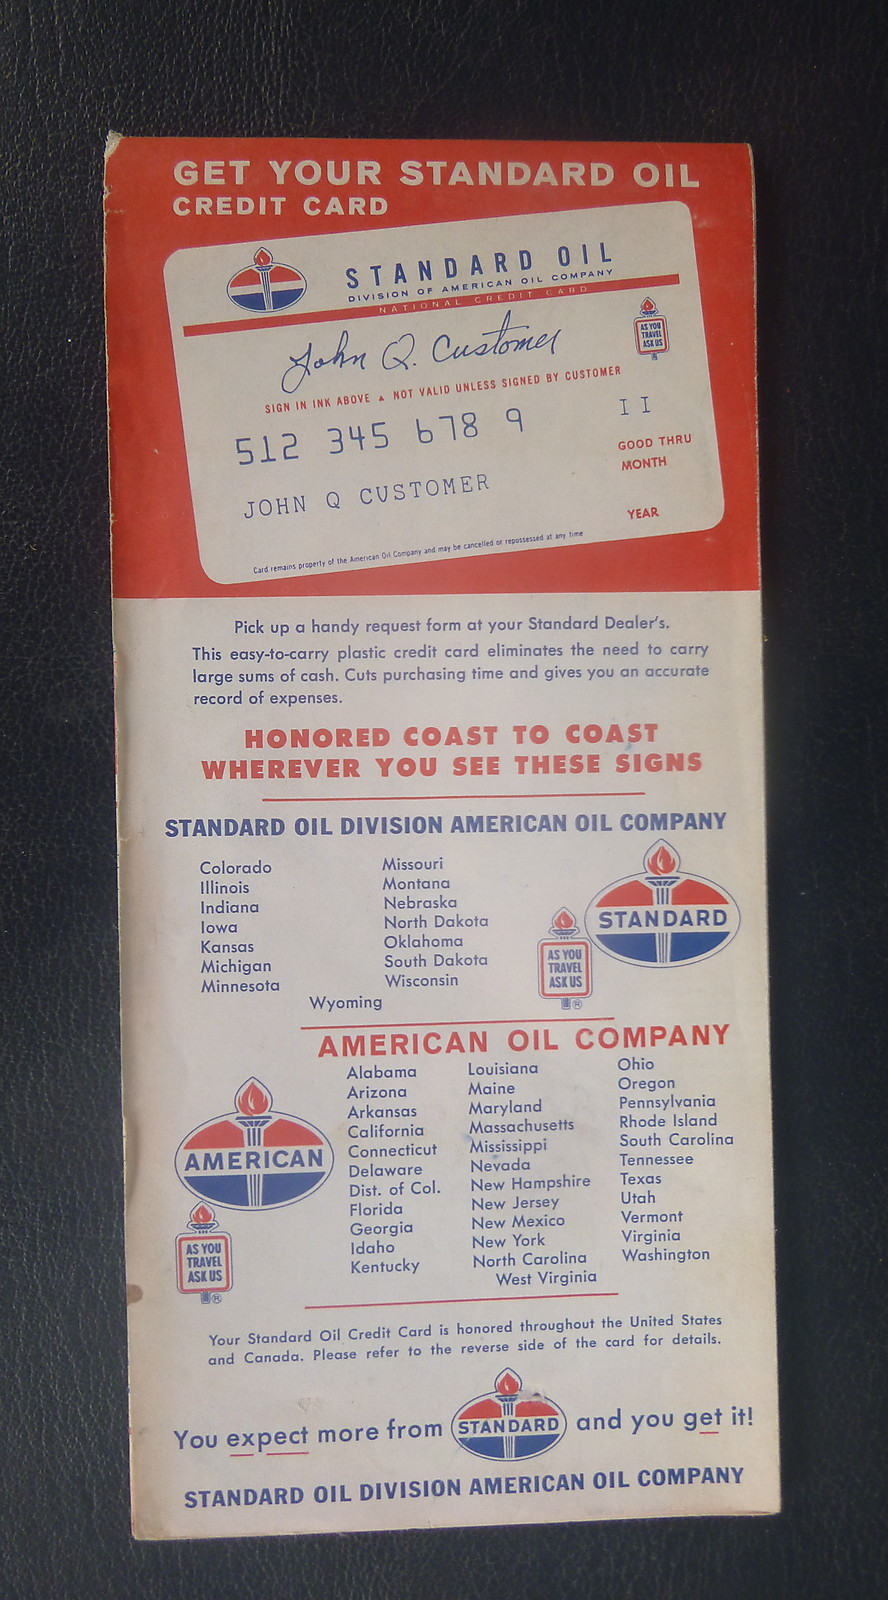 GET YOUR STANDARD OIL
CREDIT CARD
STANDARD OIL
DIVISION OF AMERICAN OIL COMPANY
NATIONAL CREDIT CARD
AS YOU
TRAVEL
ASK US
John Q. Customer
SIGN IN INK ABOVE ▲ NOT VALID UNLESS SIGNED BY CUSTOMER
512 345 678 9
II
GOOD THRU
MONTH
JOHN Q CUSTOMER
YEAR
Card remains property of the American Oil Company and may be cancelled or repossessed at any time
Pick up a handy request form at your Standard Dealer's.
This easy-to-carry plastic credit card eliminates the need to carry
large sums of cash. Cuts purchasing time and gives you an accurate
record of expenses.
HONORED COAST TO COAST
WHEREVER YOU SEE THESE SIGNS
STANDARD OIL DIVISION AMERICAN OIL COMPANY
Colorado
Illinois
Indiana
Iowa
Kansas
Michigan
Minnesota
Missouri
Montana
Nebraska
North Dakota
Oklahoma
South Dakota
Wisconsin
Wyoming
AS YOU
TRAVEL
ASK US
®
STANDARD
AMERICAN OIL COMPANY
AMERICAN
AS YOU
TRAVEL
ASK US
®
Alabama
Arizona
Arkansas
California
Connecticut
Delaware
Dist. of Col.
Florida
Georgia
Idaho
Kentucky
Louisiana
Maine
Maryland
Massachusetts
Mississippi
Nevada
New Hampshire
New Jersey
New Mexico
New York
North Carolina
West Virginia
Ohio
Oregon
Pennsylvania
Rhode Island
South Carolina
Tennessee
Texas
Utah
Vermont
Virginia
Washington
Your Standard Oil Credit Card is honored throughout the United States
and Canada. Please refer to the reverse side of the card for details.
You expect more from STANDARD and you get it!
STANDARD OIL DIVISION AMERICAN OIL COMPANY